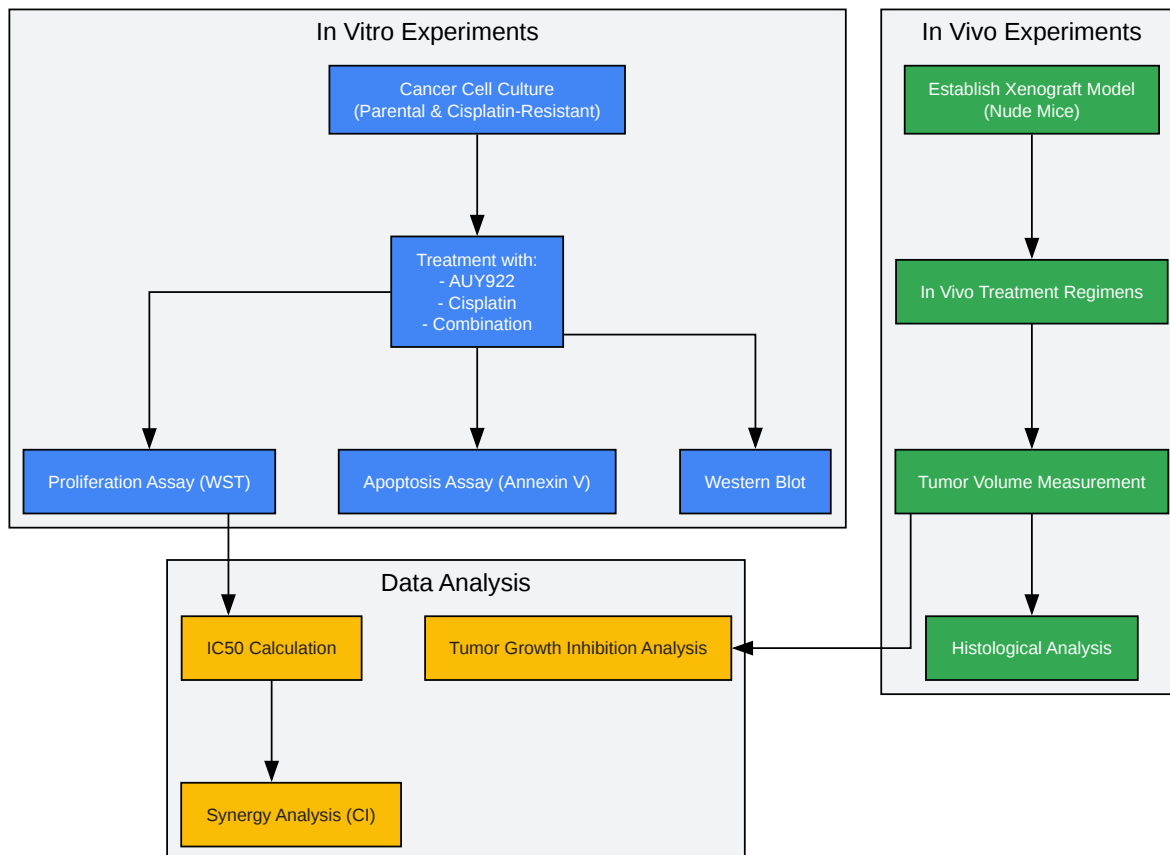 In Vitro Experiments
Cancer Cell Culture
(Parental & Cisplatin-Resistant)
Treatment with:
- AUY922
- Cisplatin
- Combination
Proliferation Assay (WST)
Apoptosis Assay (Annexin V)
Western Blot
In Vivo Experiments
Establish Xenograft Model
(Nude Mice)
In Vivo Treatment Regimens
Tumor Volume Measurement
Histological Analysis
Data Analysis
IC50 Calculation
Tumor Growth Inhibition Analysis
Synergy Analysis (CI)